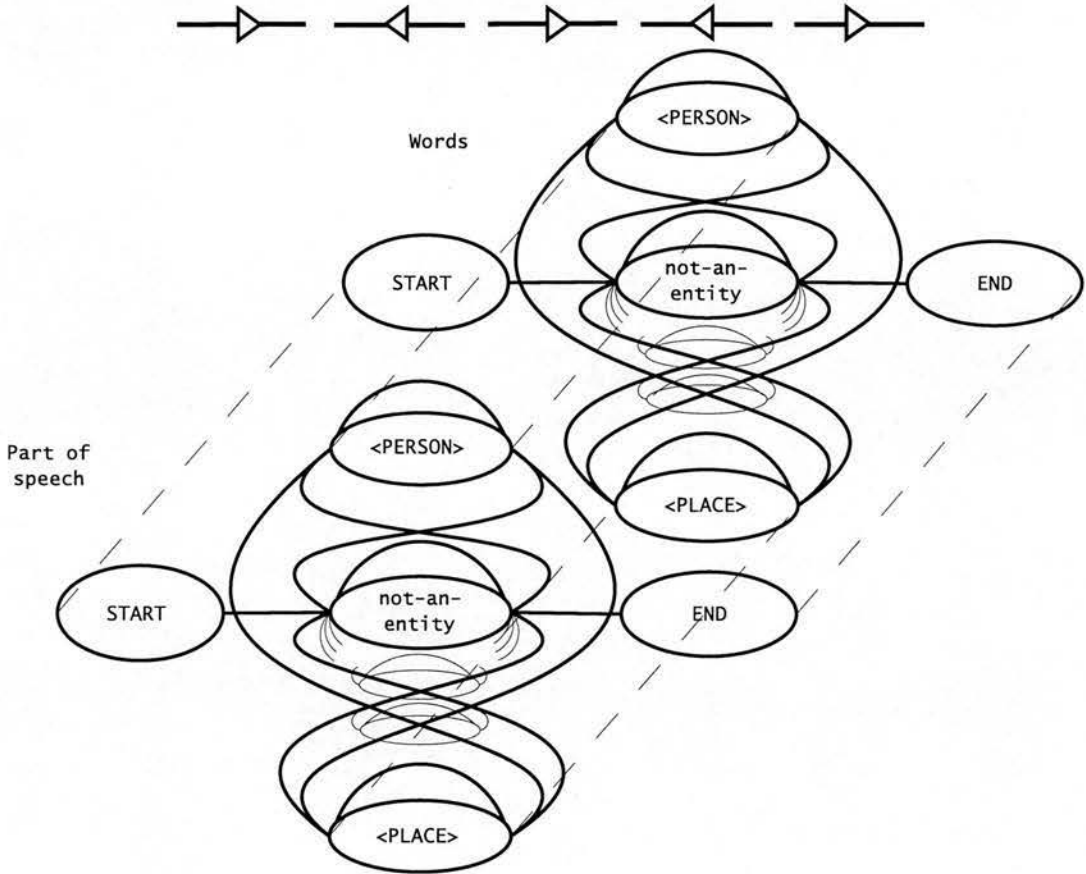 <PERSON>
Words
START
not-an-
entity
END
<PERSON>
Part of
speech
<PLACE>
START
not-an-
entity
END
<PLACE>